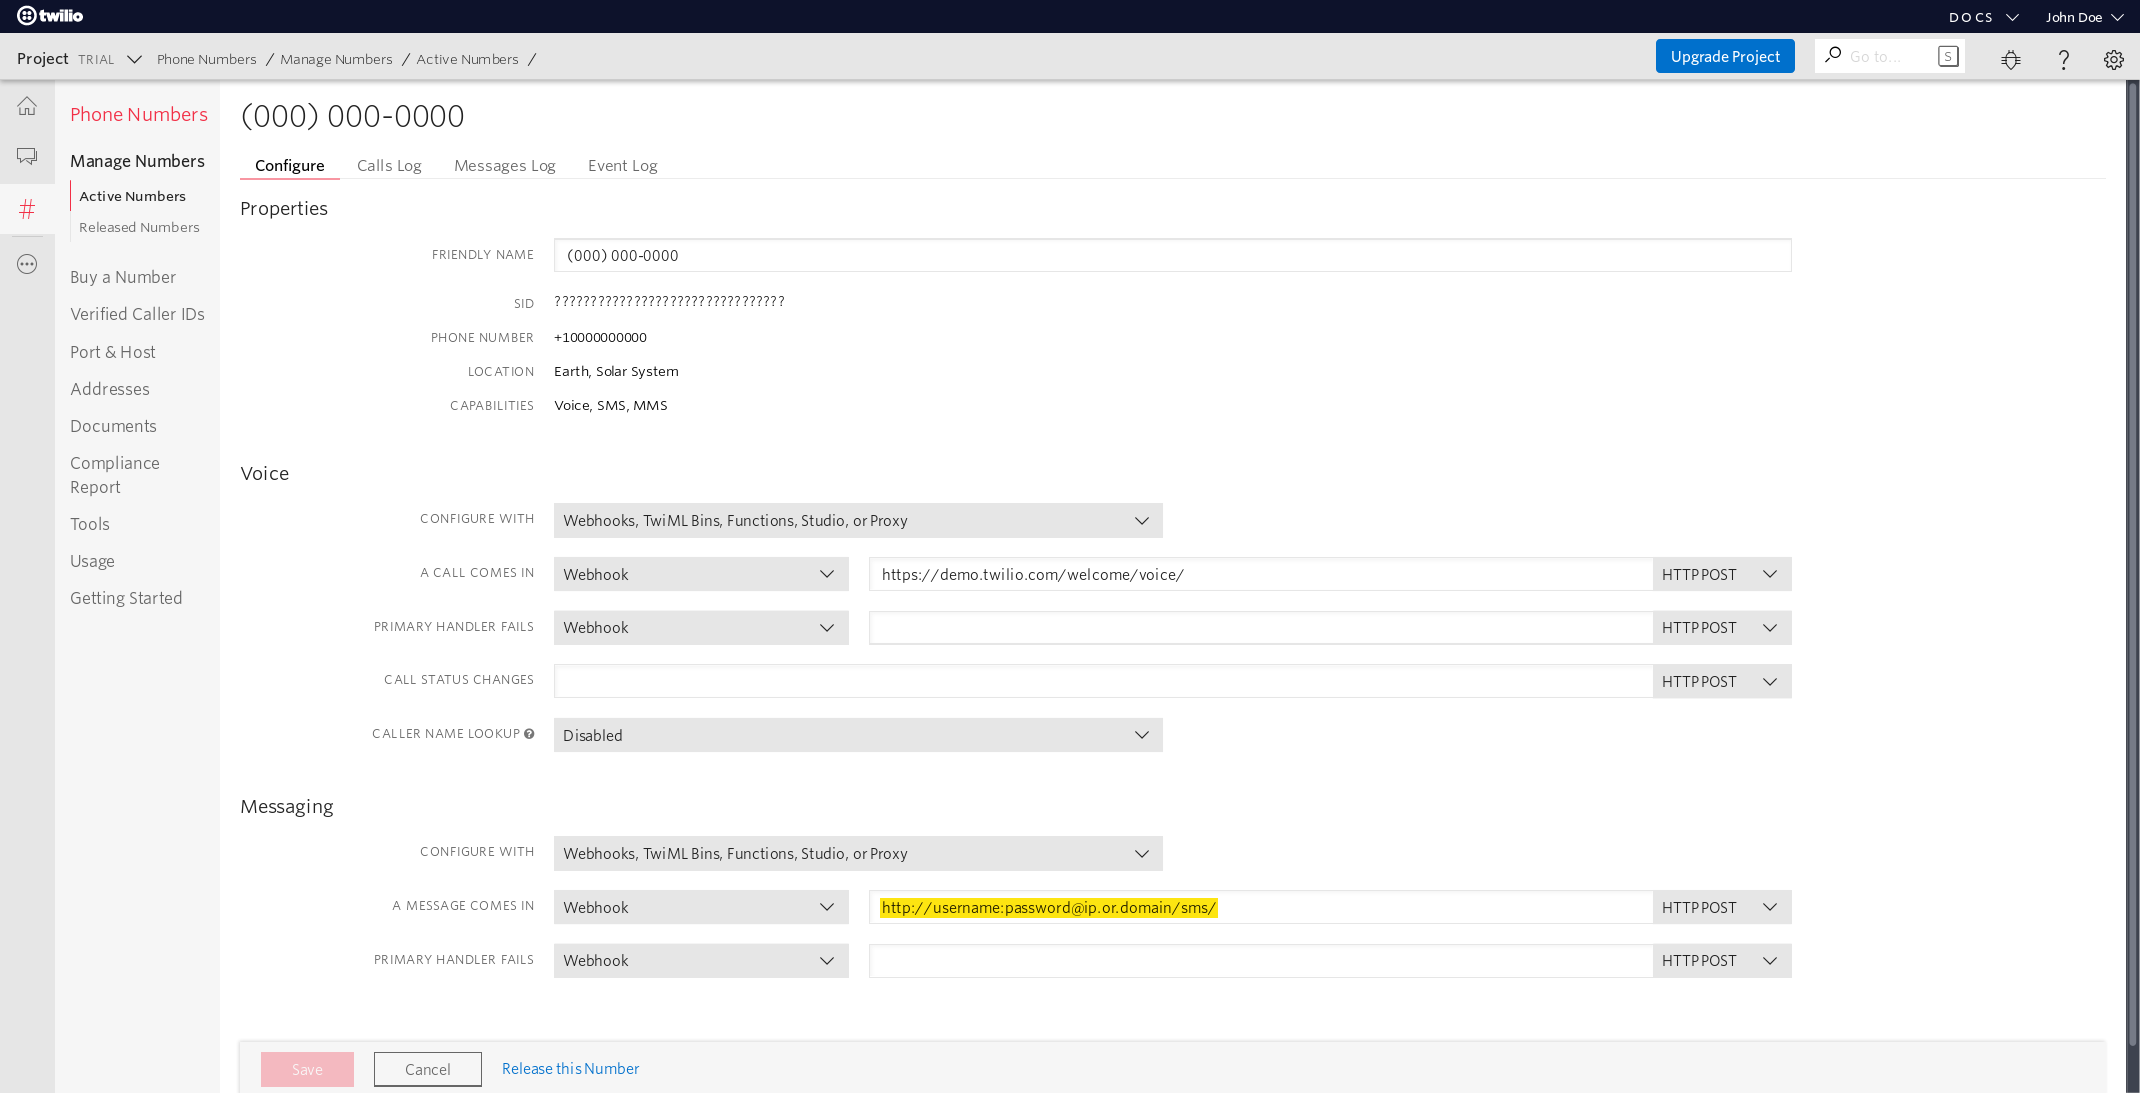 twilio
DOCS John Doe
Project TRIAL Phone Numbers / Manage Numbers / Active Numbers /
Upgrade Project Go to... S ?
Phone Numbers
Manage Numbers
Active Numbers
Released Numbers
Buy a Number
Verified Caller IDs
Port & Host
Addresses
Documents
Compliance
Report
Tools
Usage
Getting Started
#
(000) 000-0000
Configure Calls Log Messages Log Event Log
Properties
FRIENDLY NAME (000) 000-0000
SID ????????????????????????????????
PHONE NUMBER +10000000000
LOCATION Earth, Solar System
CAPABILITIES Voice, SMS, MMS
Voice
CONFIGURE WITH Webhooks, TwiML Bins, Functions, Studio, or Proxy
A CALL COMES IN Webhook https://demo.twilio.com/welcome/voice/ HTTP POST
PRIMARY HANDLER FAILS Webhook HTTP POST
CALL STATUS CHANGES HTTP POST
CALLER NAME LOOKUP ? Disabled
Messaging
CONFIGURE WITH Webhooks, TwiML Bins, Functions, Studio, or Proxy
A MESSAGE COMES IN Webhook http://username:password@ip.or.domain/sms/ HTTP POST
PRIMARY HANDLER FAILS Webhook HTTP POST
Save Cancel Release this Number